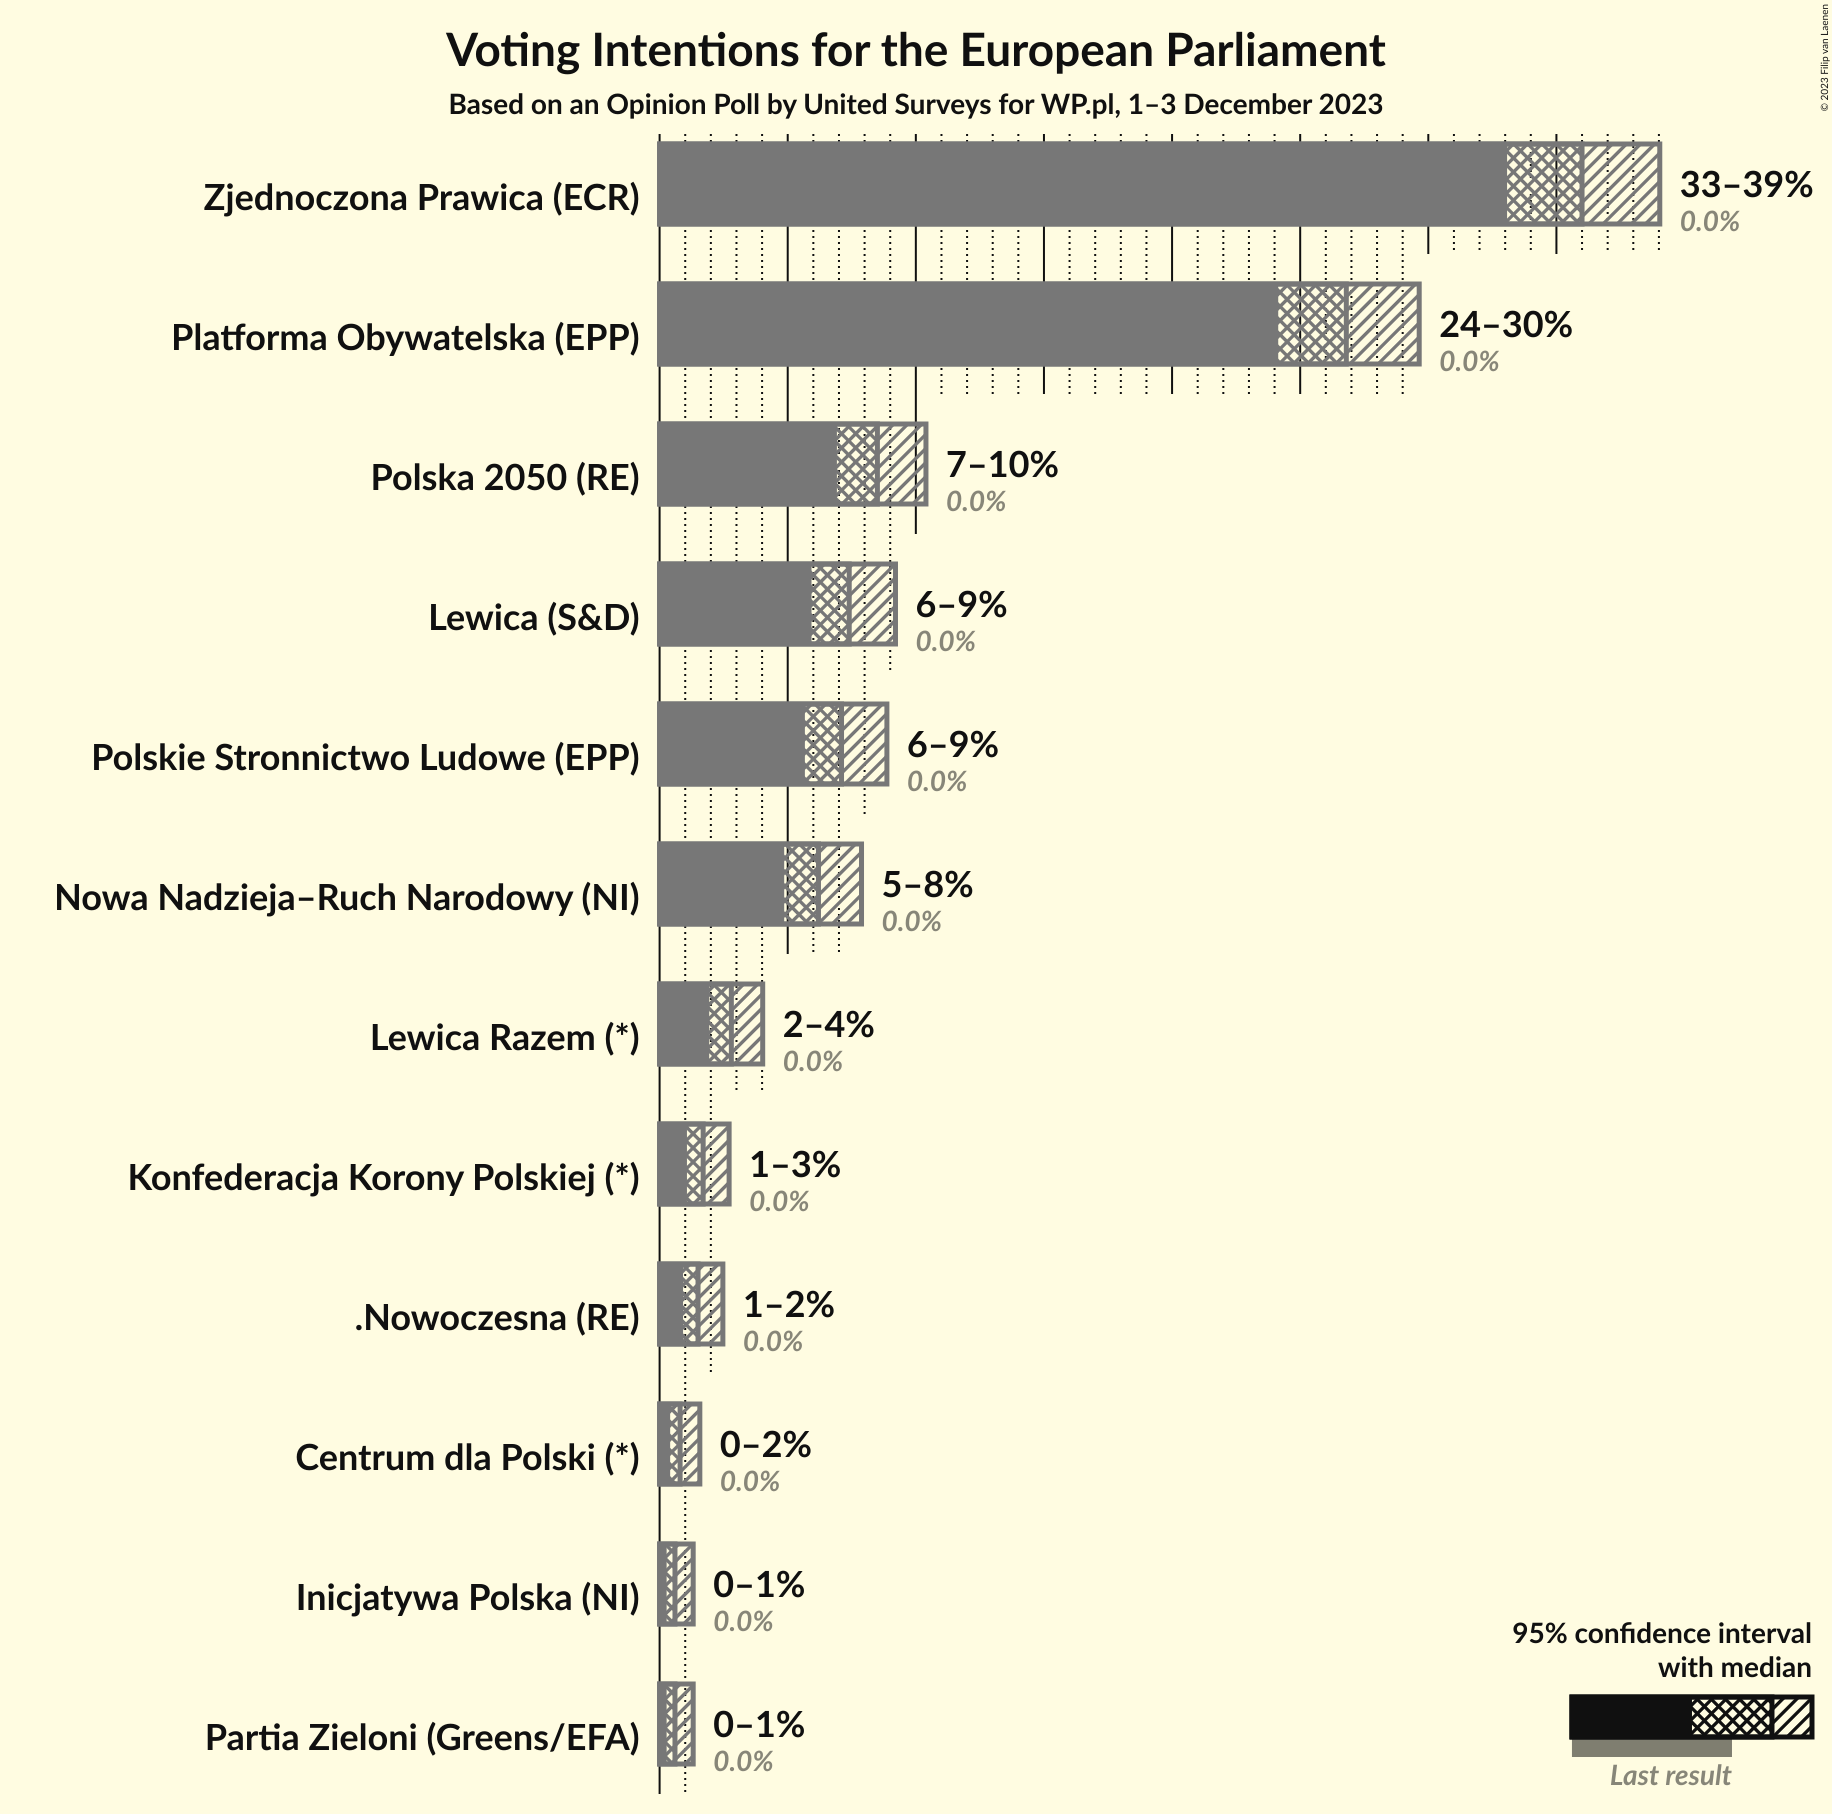 Voting Intentions for the European Parliament
Based on an Opinion Poll by United Surveys for WP.pl, 1–3 December 2023
© 2023 Filip van Laenen
Zjednoczona Prawica (ECR)
33–39%
0.0%
Platforma Obywatelska (EPP)
24–30%
0.0%
Polska 2050 (RE)
7–10%
0.0%
Lewica (S&D)
6–9%
0.0%
Polskie Stronnictwo Ludowe (EPP)
6–9%
0.0%
Nowa Nadzieja–Ruch Narodowy (NI)
5–8%
0.0%
Lewica Razem (*)
2–4%
0.0%
Konfederacja Korony Polskiej (*)
1–3%
0.0%
.Nowoczesna (RE)
1–2%
0.0%
Centrum dla Polski (*)
0–2%
0.0%
Inicjatywa Polska (NI)
0–1%
0.0%
Partia Zieloni (Greens/EFA)
0–1%
0.0%
95% confidence interval
with median
Last result